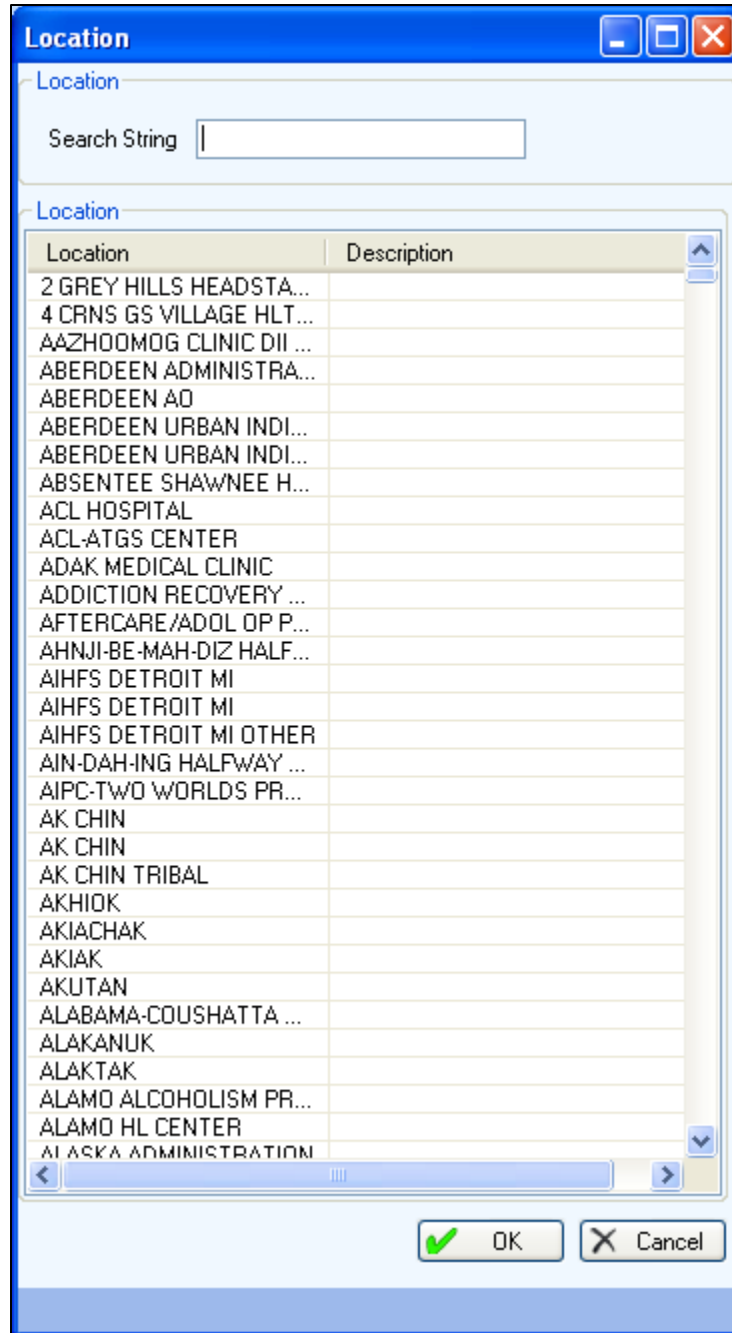 Location
Location
Search String
Location
Location Description
2 GREY HILLS HEADSTA...
4 CRNS GS VILLAGE HLT...
AAZHOOMOG CLINIC DII ...
ABERDEEN ADMINISTRA...
ABERDEEN AO
ABERDEEN URBAN INDI...
ABERDEEN URBAN INDI...
ABSENTEE SHAWNEE H...
ACL HOSPITAL
ACL-ATGS CENTER
ADAK MEDICAL CLINIC
ADDICTION RECOVERY ...
AFTERCARE/ADOL OP P...
AHNJI-BE-MAH-DIZ HALF...
AIHFS DETROIT MI
AIHFS DETROIT MI
AIHFS DETROIT MI OTHER
AIN-DAH-ING HALFWAY ...
AIPC-TWO WORLDS PR...
AK CHIN
AK CHIN
AK CHIN TRIBAL
AKHIOK
AKIACHAK
AKIAK
AKUTAN
ALABAMA-COUSHATTA ...
ALAKANUK
ALAKTAK
ALAMO ALCOHOLISM PR...
ALAMO HL CENTER
ALASKA ADMINISTRATION
OK Cancel